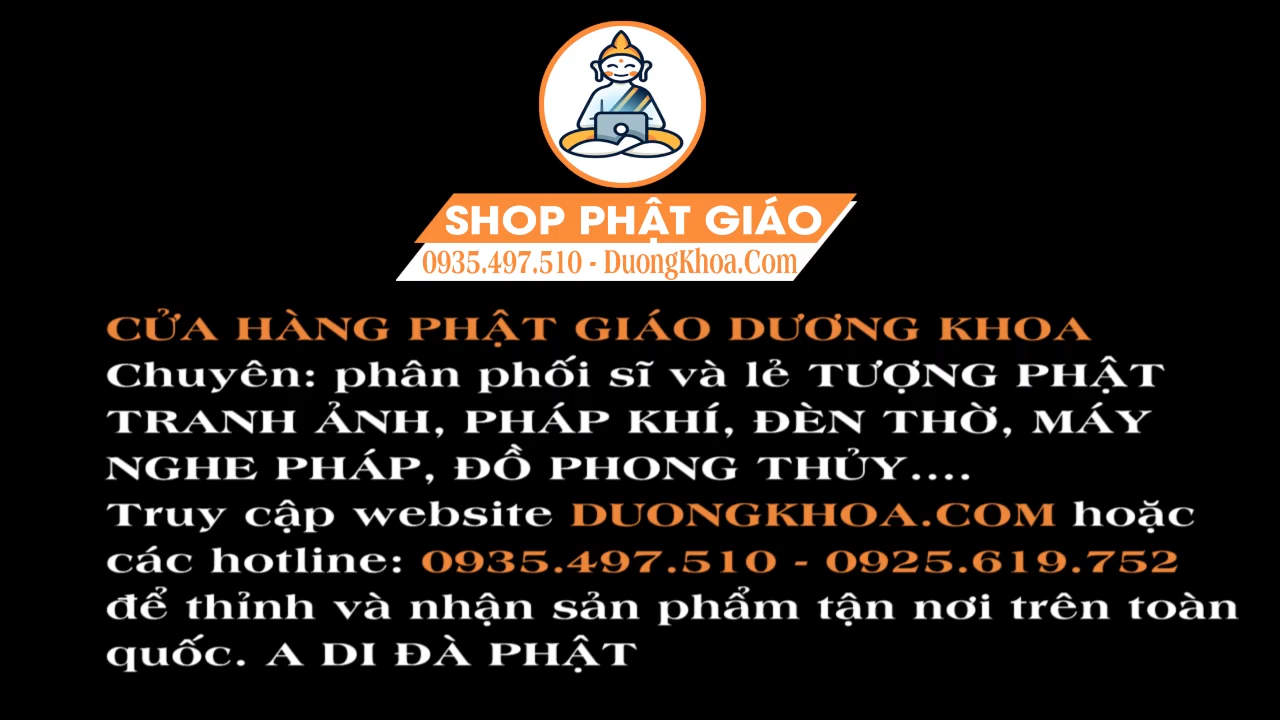 SHOP PHẬT GIÁO
0935.497.510 - DuongKhoa.Com
CỬA HÀNG PHẬT GIÁO DƯƠNG KHOA
Chuyên: phân phối sĩ và lẻ TƯỢNG PHẬT
TRANH ẢNH, PHÁP KHÍ, ĐÈN THỜ, MÁY
NGHE PHÁP, ĐỒ PHONG THỦY....
Truy cập website DUONGKHOA.COM hoặc
các hotline: 0935.497.510 - 0925.619.752
để thỉnh và nhận sản phẩm tận nơi trên toàn
quốc. A DI ĐÀ PHẬT